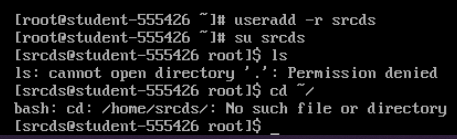 [root@student-555426 ~]# useradd -r srcds
[root@student-555426 ~]# su srcds
[srcds@student-555426 root]$ ls
ls: cannot open directory '.': Permission denied
[srcds@student-555426 root]$ cd ~/
bash: cd: /home/srcds/: No such file or directory
[srcds@student-555426 root]$ _